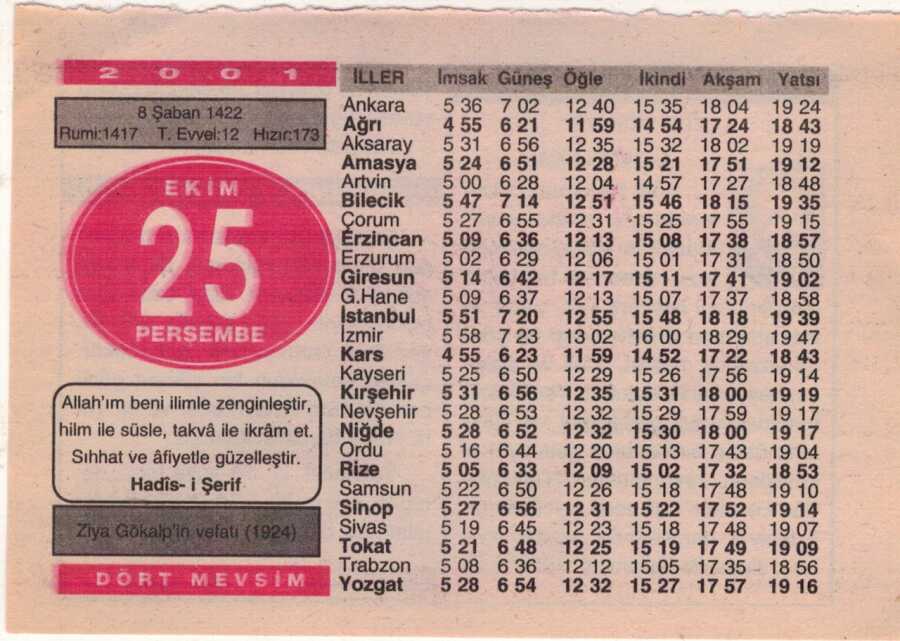 2001
8 Şaban 1422
Rumi:1417 T. Evvel:12 Hızır:173
EKİM
25
PERŞEMBE
Allah'ım beni ilimle zenginleştir,
hilm ile süsle, takvâ ile ikrâm et.
Sıhhat ve âfiyetle güzelleştir.
Hadîs- i Şerif
Ziya Gökalp'in vefatı (1924)
DÖRT MEVSİM
İLLER İmsak Güneş Öğle İkindi Akşam Yatsı
Ankara 5 36 7 02 12 40 15 35 18 04 19 24
Ağrı 4 55 6 21 11 59 14 54 17 24 18 43
Aksaray 5 31 6 56 12 35 15 32 18 02 19 19
Amasya 5 24 6 51 12 28 15 21 17 51 19 12
Artvin 5 00 6 28 12 04 14 57 17 27 18 48
Bilecik 5 47 7 14 12 51 15 46 18 15 19 35
Çorum 5 27 6 55 12 31 15 25 17 55 19 15
Erzincan 5 09 6 36 12 13 15 08 17 38 18 57
Erzurum 5 02 6 29 12 06 15 01 17 31 18 50
Giresun 5 14 6 42 12 17 15 11 17 41 19 02
G.Hane 5 09 6 37 12 13 15 07 17 37 18 58
İstanbul 5 51 7 20 12 55 15 48 18 18 19 39
İzmir 5 58 7 23 13 02 16 00 18 29 19 47
Kars 4 55 6 23 11 59 14 52 17 22 18 43
Kayseri 5 25 6 50 12 29 15 26 17 56 19 14
Kırşehir 5 31 6 56 12 35 15 31 18 00 19 19
Nevşehir 5 28 6 53 12 32 15 29 17 59 19 17
Niğde 5 28 6 52 12 32 15 30 18 00 19 17
Ordu 5 16 6 44 12 20 15 13 17 43 19 04
Rize 5 05 6 33 12 09 15 02 17 32 18 53
Samsun 5 22 6 50 12 26 15 18 17 48 19 10
Sinop 5 27 6 56 12 31 15 22 17 52 19 14
Sivas 5 19 6 45 12 23 15 18 17 48 19 07
Tokat 5 21 6 48 12 25 15 19 17 49 19 09
Trabzon 5 08 6 36 12 12 15 05 17 35 18 56
Yozgat 5 28 6 54 12 32 15 27 17 57 19 16